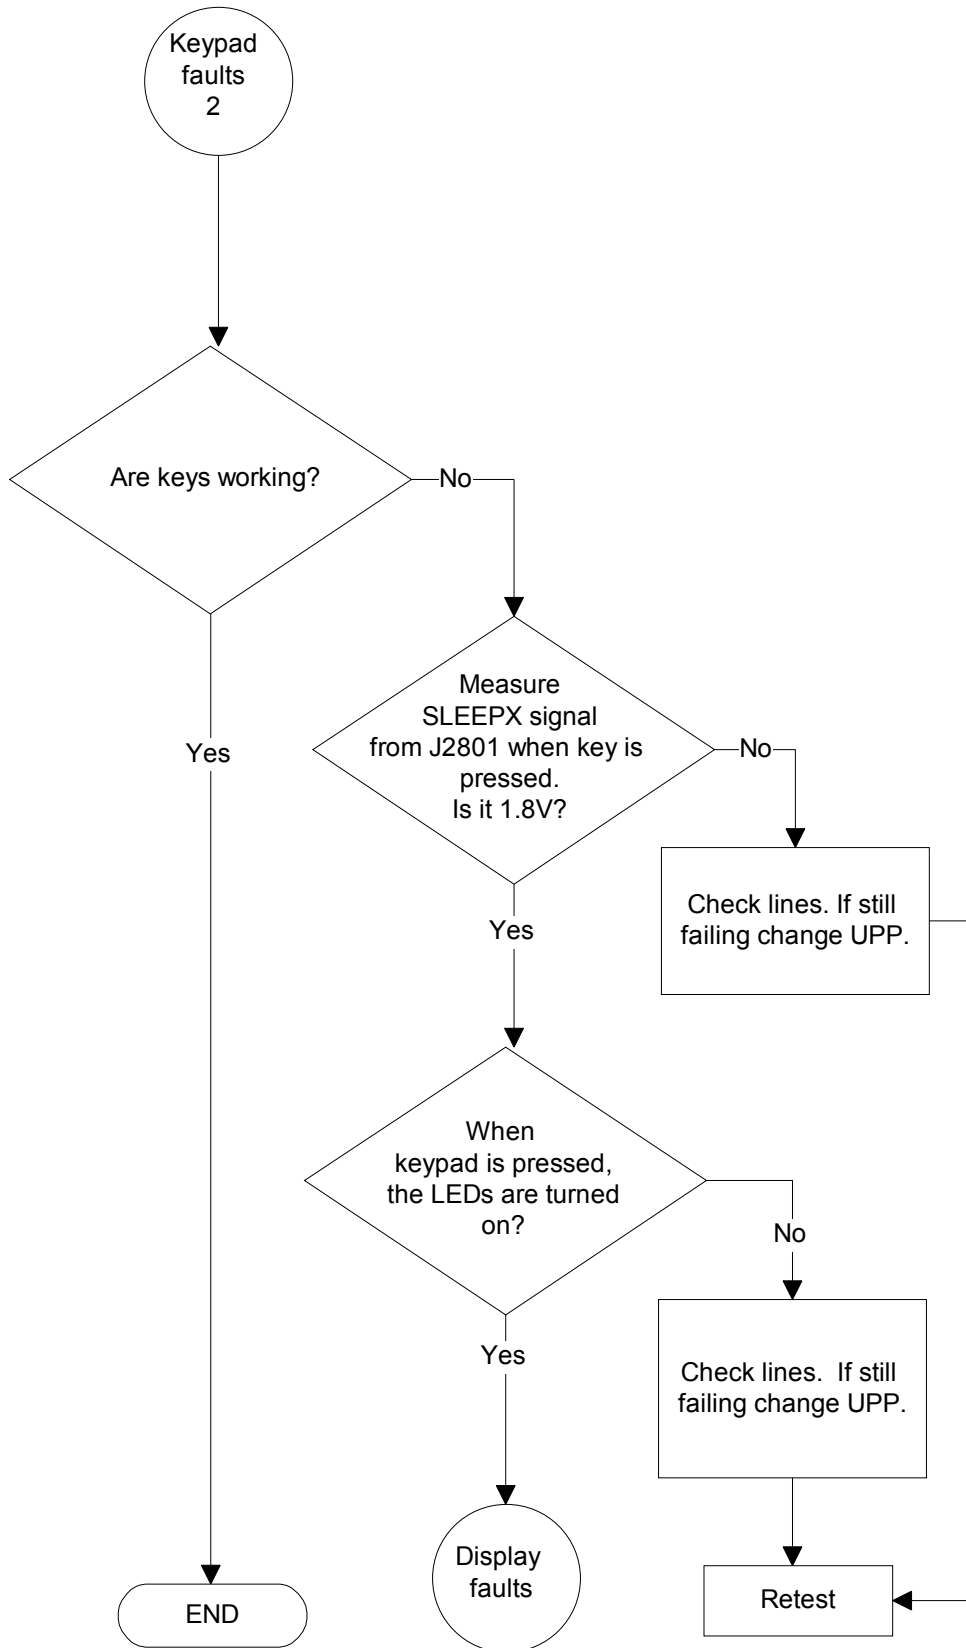 Keypad
faults
2
Are keys working?
No
Yes
Measure
SLEEPX signal
from J2801 when key is
pressed.
Is it 1.8V?
No
Check lines. If still
failing change UPP.
Yes
When
keypad is pressed,
the LEDs are turned
on?
No
Yes
Check lines.  If still
failing change UPP.
Display
faults
Retest
END